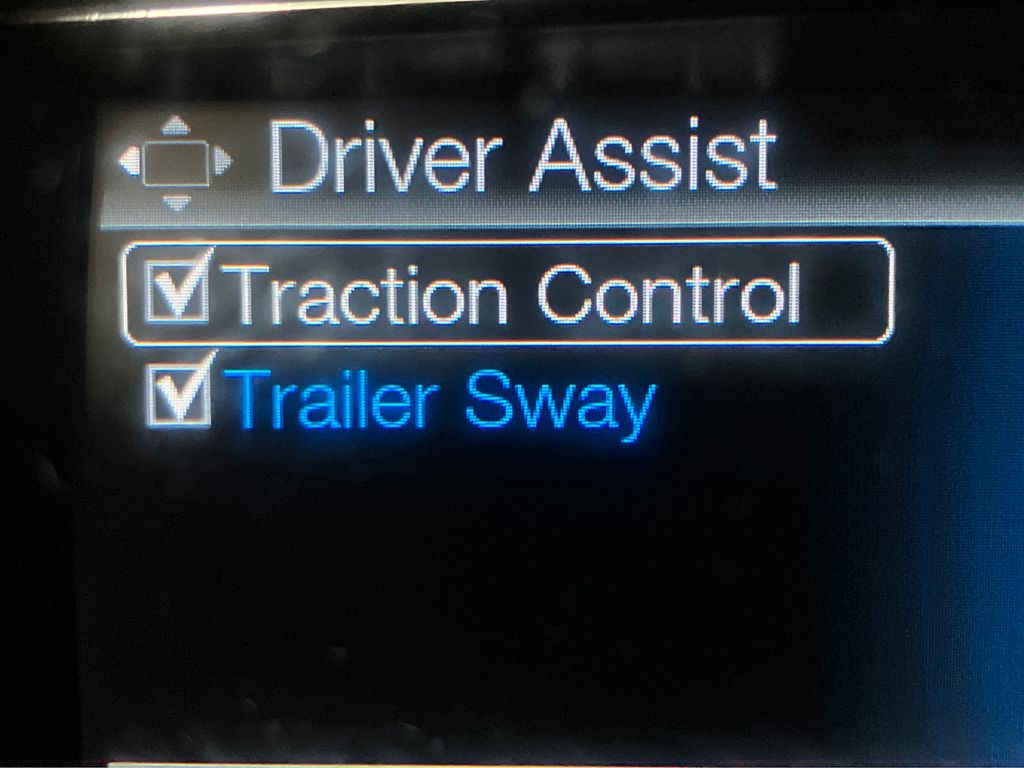 Driver Assist
Traction Control
Trailer Sway